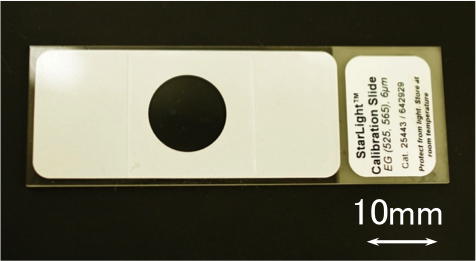 StarLight™
Calibration Slide
EG (525, 565), 6µm
Cat. 25443 / 642929
Protect from light. Store at
room temperature
10mm